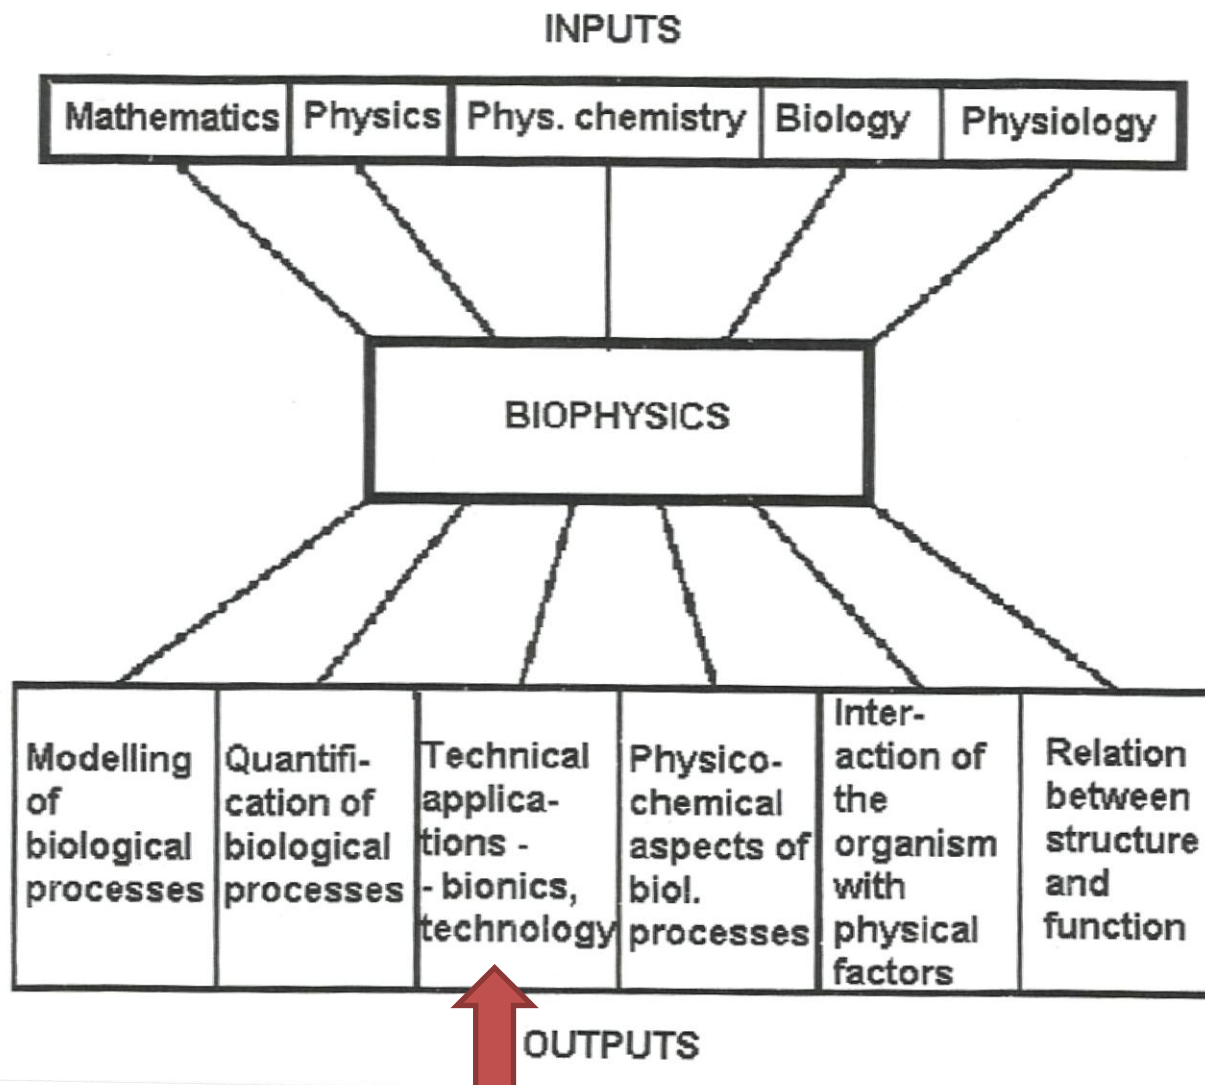 INPUTS
Mathematics
Physics
Phys. chemistry
Biology
Physiology
BIOPHYSICS
Modelling
of
biological
processes
Quantifi-
cation of
biological
processes
Technical
applica-
tions -
- bionics,
technology
Physico-
chemical
aspects of
biol.
processes
Inter-
action of
the
organism
with
physical
factors
Relation
between
structure
and
function
OUTPUTS